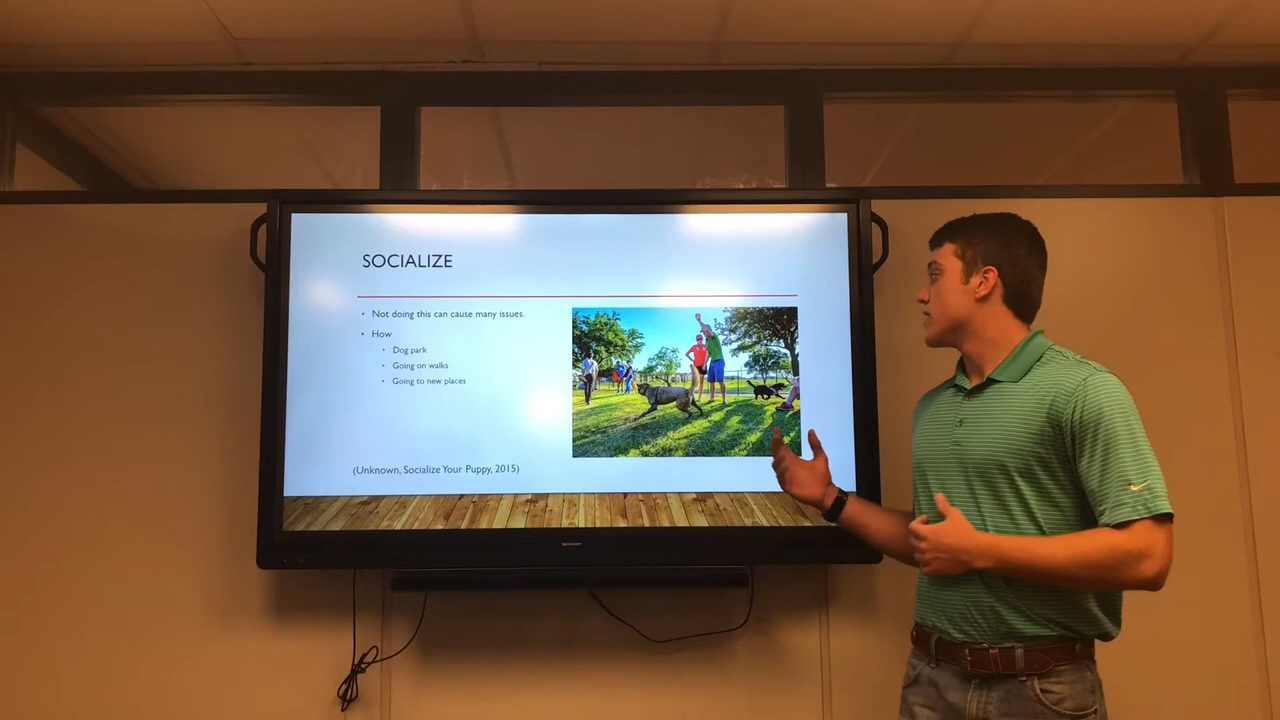 SOCIALIZE
• Not doing this can cause many issues.
• How
• Dog park
• Going on walks
• Going to new places
(Unknown, Socialize Your Puppy, 2015)
SHARP